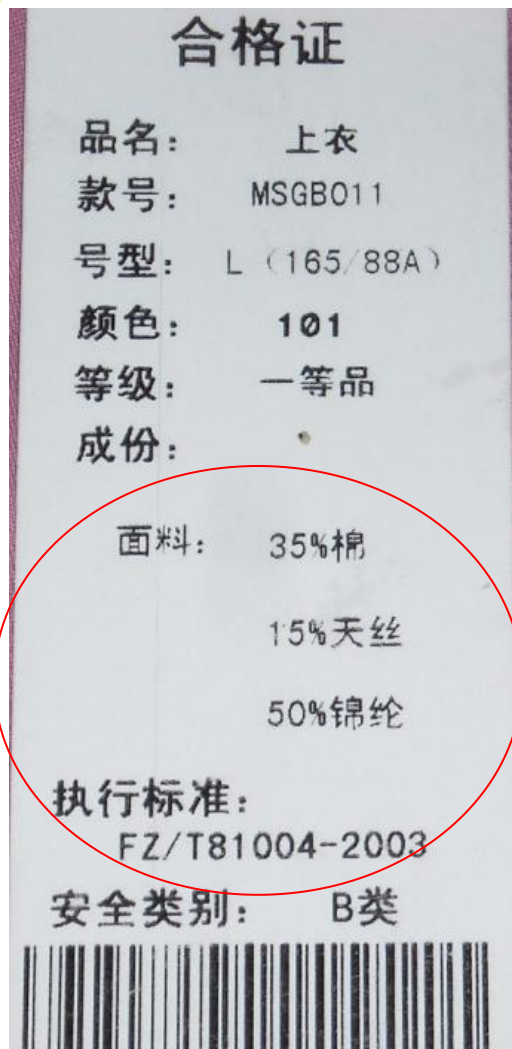 合格证
品名： 上衣
款号： MSGB011
号型： L（165/88A）
颜色： 101
等级： 一等品
成份：
面料： 35%棉
15%天丝
50%锦纶
执行标准：
FZ/T81004-2003
安全类别： B类